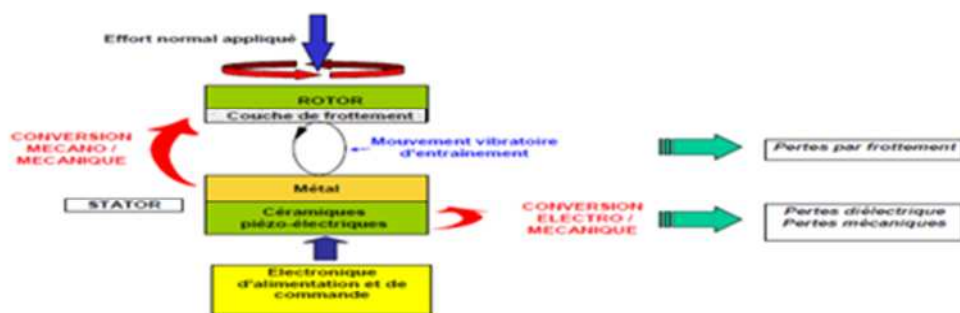 Effort normal appliqué
ROTOR
Couche de frottement
CONVERSION
MECANO /
MECANIQUE
Mouvement vibratoire
d'entraînement
Pertes par frottement
Métal
STATOR
Céramiques
piézo-électriques
CONVERSION
ELECTRO /
MECANIQUE
Pertes diélectrique
Pertes mécaniques
Electronique
d'alimentation et de
commande